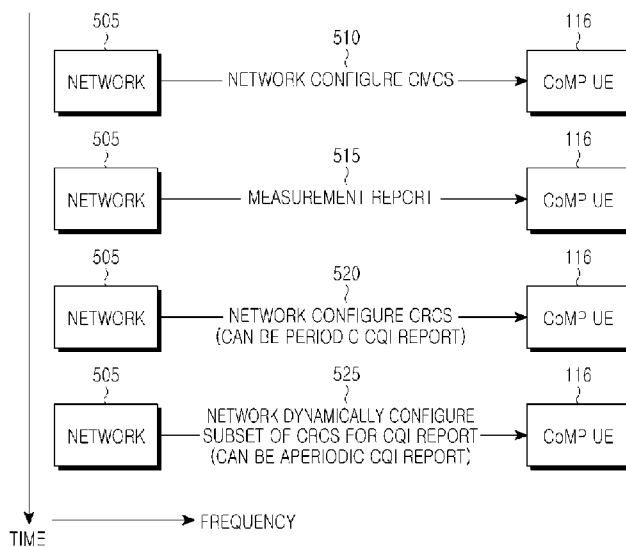 505 510 116
NETWORK NETWORK CONFIGURE CMCS CoMP UE
505 515 116
NETWORK MEASUREMENT REPORT CoMP UE
505 520 116
NETWORK NETWORK CONFIGURE CRCS CoMP UE
(CAN BE PERIODIC CQI REPORT)
505 525 116
NETWORK DYNAMICALLY CONFIGURE
NETWORK SUBSET OF CRCS FOR CQI REPORT CoMP UE
(CAN BE APERIODIC CQI REPORT)
FREQUENCY
TIME